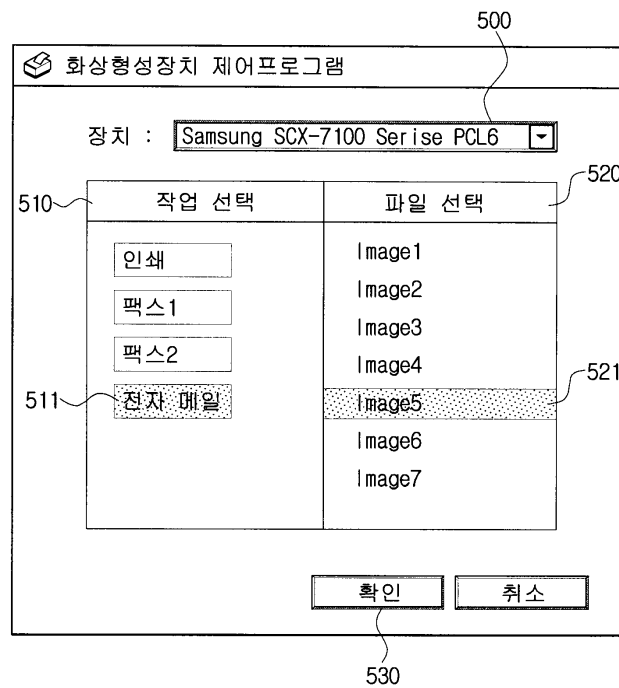 500
화상형성장치 제어프로그램
장치 : Samsung SCX-7100 Serise PCL6
520
510 작업 선택 파일 선택
인쇄 Image1
팩스1 Image2
팩스2 Image3
Image4
511 전자 메일 Image5 521
Image6
Image7
확인 취소
530